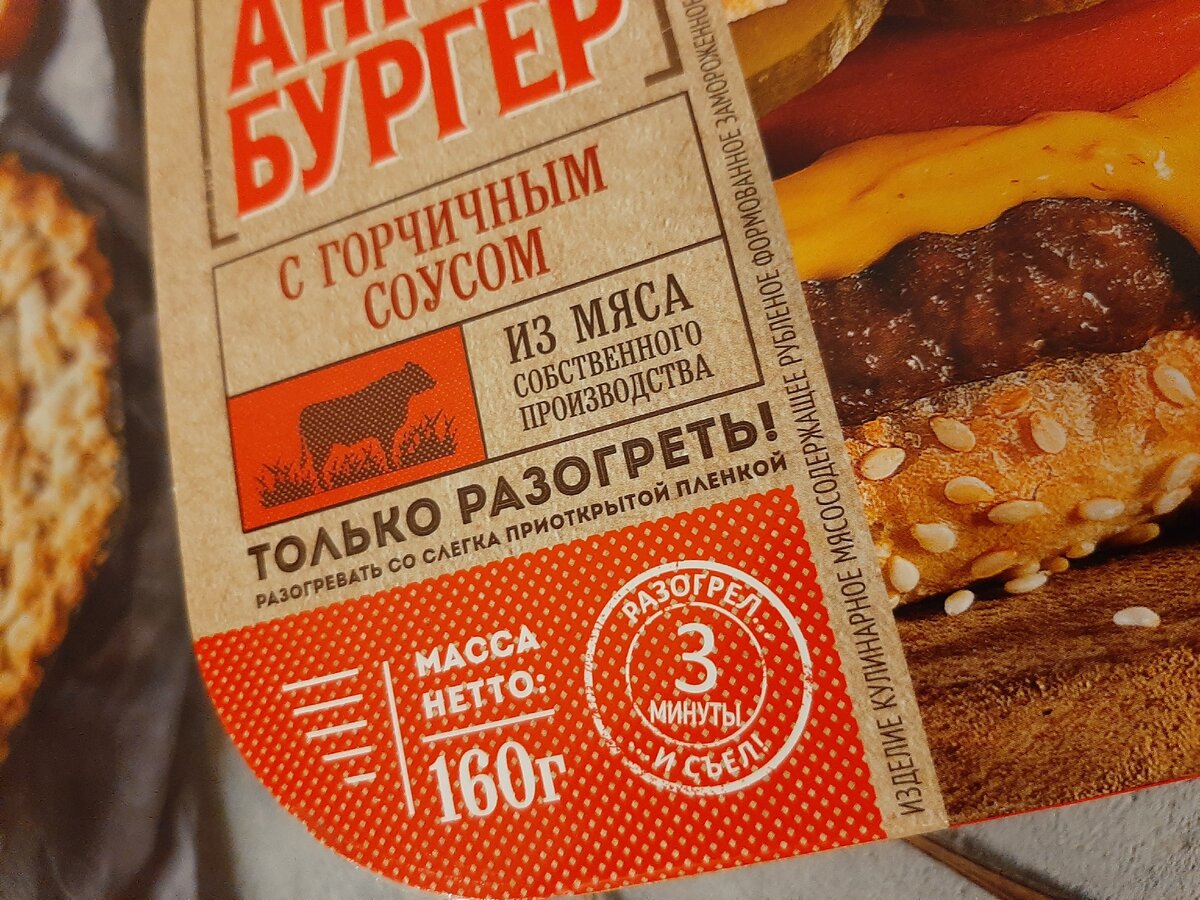 БУРГЕР
С ГОРЧИЧНЫМ
СОУСОМ
ИЗ МЯСА
СОБСТВЕННОГО
ПРОИЗВОДСТВА
ТОЛЬКО РАЗОГРЕТЬ!
РАЗОГРЕВАТЬ СО СЛЕГКА ПРИОТКРЫТОЙ ПЛЕНКОЙ
МАССА
НЕТТО:
160г
РАЗОГРЕЛ...
3
МИНУТЫ
...И СЪЕЛ!
ИЗДЕЛИЕ КУЛИНАРНОЕ МЯСОСОДЕРЖАЩЕЕ РУБЛЕНОЕ ФОРМОВАННОЕ ЗАМОРОЖЕННОЕ